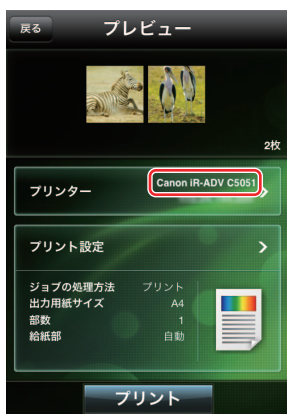 戻る
プレビュー
2枚
プリンター
Canon iR-ADV C5051
プリント設定
ジョブの処理方法 プリント
出力用紙サイズ A4
部数 1
給紙部 自動
プリント